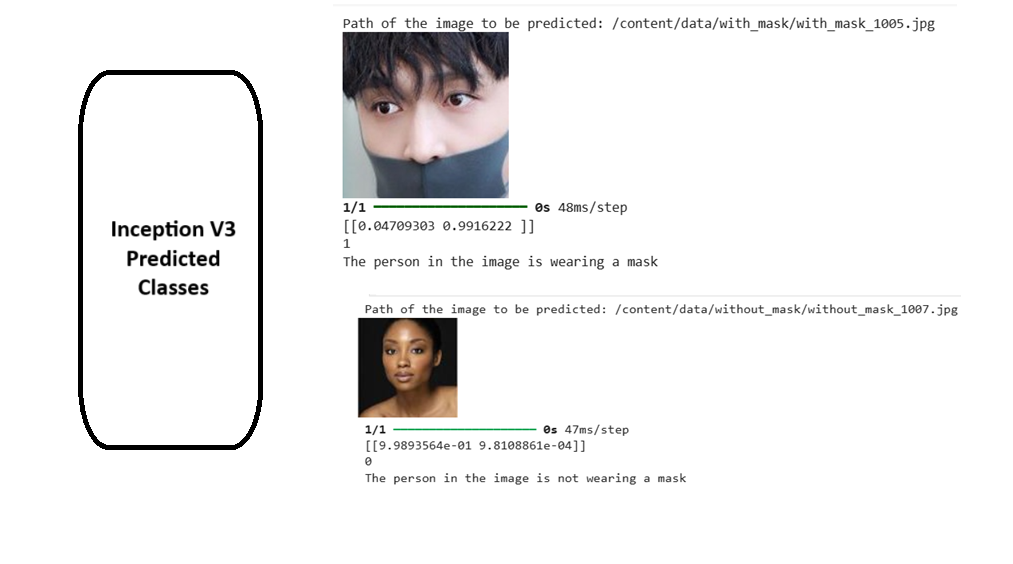 Inception V3
Predicted
Classes
Path of the image to be predicted: /content/data/with_mask/with_mask_1005.jpg
1/1 0s 48ms/step
[[0.04709303 0.9916222 ]]
1
The person in the image is wearing a mask
Path of the image to be predicted: /content/data/without_mask/without_mask_1007.jpg
1/1 0s 47ms/step
[[9.9893564e-01 9.8108861e-04]]
0
The person in the image is not wearing a mask